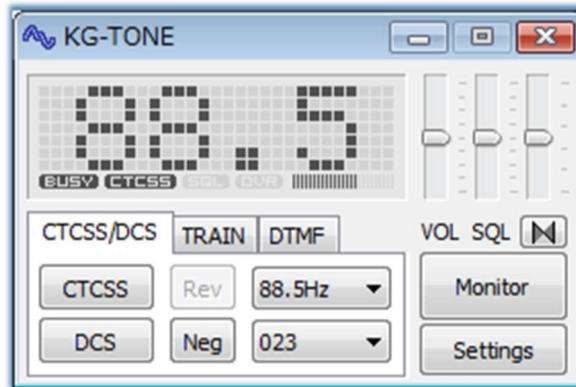 KG-TONE
88.5
BUSY CTCSS SQL OVR
CTCSS/DCS TRAIN DTMF
VOL SQL
CTCSS Rev 88.5Hz Monitor
DCS Neg 023 Settings